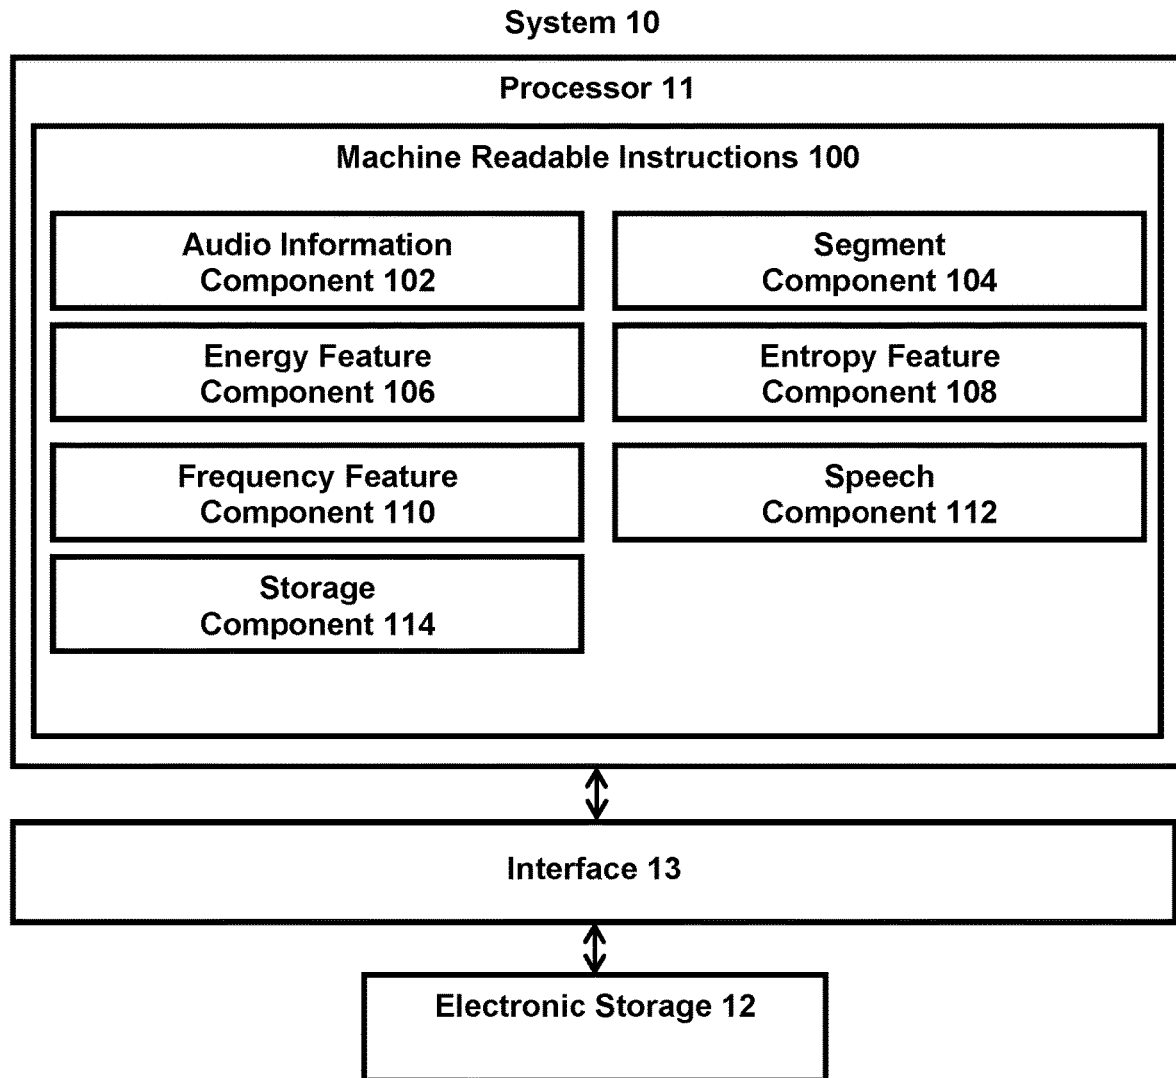 System 10
Processor 11
Machine Readable Instructions 100
Audio Information
Component 102
Segment
Component 104
Energy Feature
Component 106
Entropy Feature
Component 108
Frequency Feature
Component 110
Speech
Component 112
Storage
Component 114
Interface 13
Electronic Storage 12